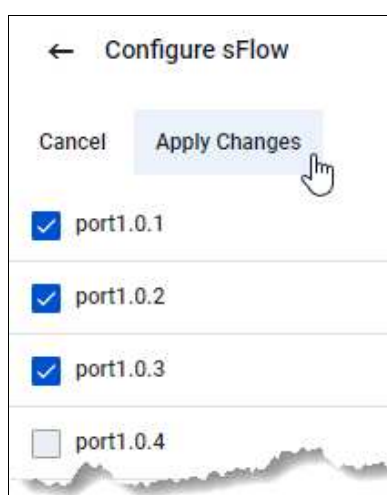 ← Configure sFlow
Cancel Apply Changes
port1.0.1
port1.0.2
port1.0.3
port1.0.4